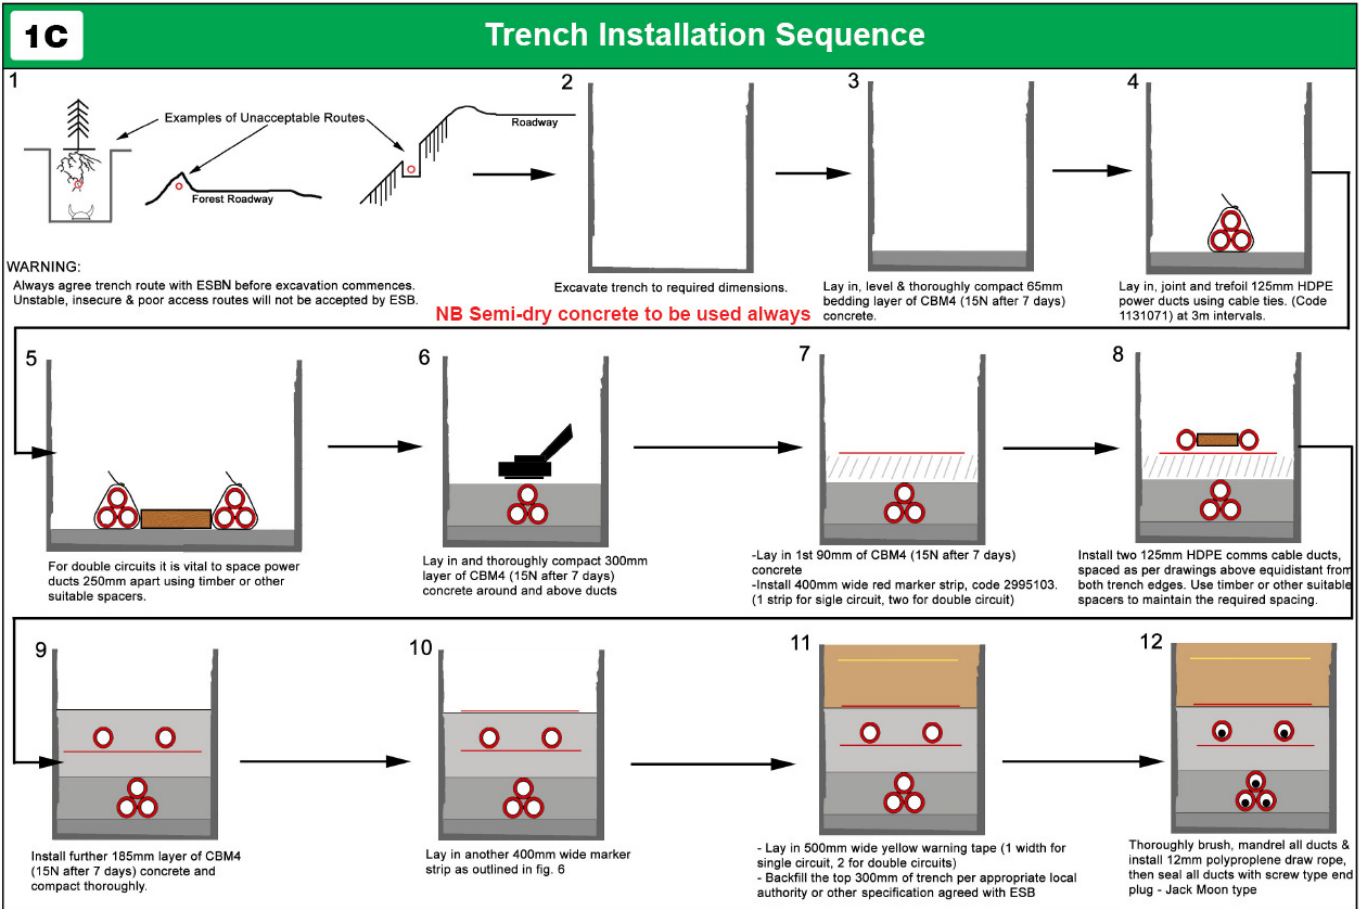 1C
Trench Installation Sequence
1
Examples of Unacceptable Routes
Roadway
Forest Roadway
WARNING:
Always agree trench route with ESBN before excavation commences.
Unstable, insecure & poor access routes will not be accepted by ESB.
2
Excavate trench to required dimensions.
NB Semi-dry concrete to be used always
3
Lay in, level & thoroughly compact 65mm
bedding layer of CBM4 (15N after 7 days)
concrete.
4
Lay in, joint and trefoil 125mm HDPE
power ducts using cable ties. (Code
1131071) at 3m intervals.
5
For double circuits it is vital to space power
ducts 250mm apart using timber or other
suitable spacers.
6
Lay in and thoroughly compact 300mm
layer of CBM4 (15N after 7 days)
concrete around and above ducts
7
-Lay in 1st 90mm of CBM4 (15N after 7 days)
concrete
-Install 400mm wide red marker strip, code 2995103.
(1 strip for sigle circuit, two for double circuit)
8
Install two 125mm HDPE comms cable ducts,
spaced as per drawings above equidistant from
both trench edges. Use timber or other suitable
spacers to maintain the required spacing.
9
Install further 185mm layer of CBM4
(15N after 7 days) concrete and
compact thoroughly.
10
Lay in another 400mm wide marker
strip as outlined in fig. 6
11
- Lay in 500mm wide yellow warning tape (1 width for
single circuit, 2 for double circuits)
- Backfill the top 300mm of trench per appropriate local
authority or other specification agreed with ESB
12
Thoroughly brush, mandrel all ducts &
install 12mm polyproplene draw rope,
then seal all ducts with screw type end
plug - Jack Moon type